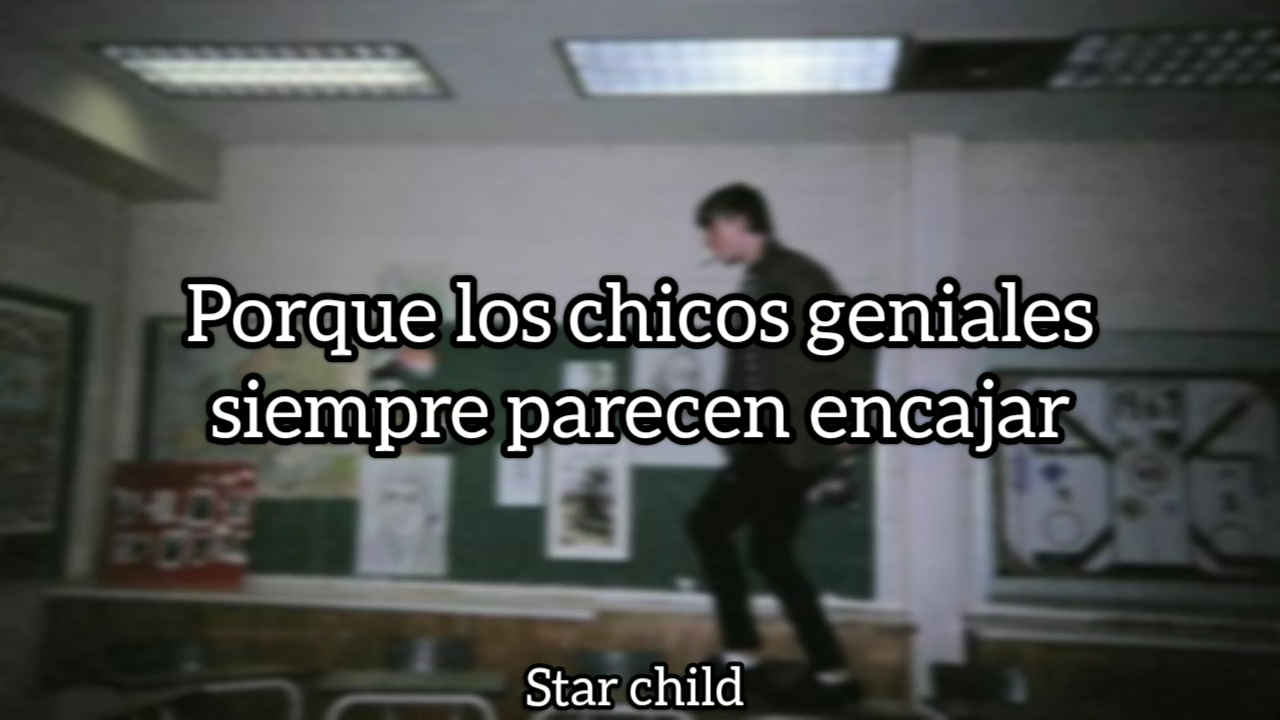 Porque los chicos geniales
siempre parecen encajar
Star child